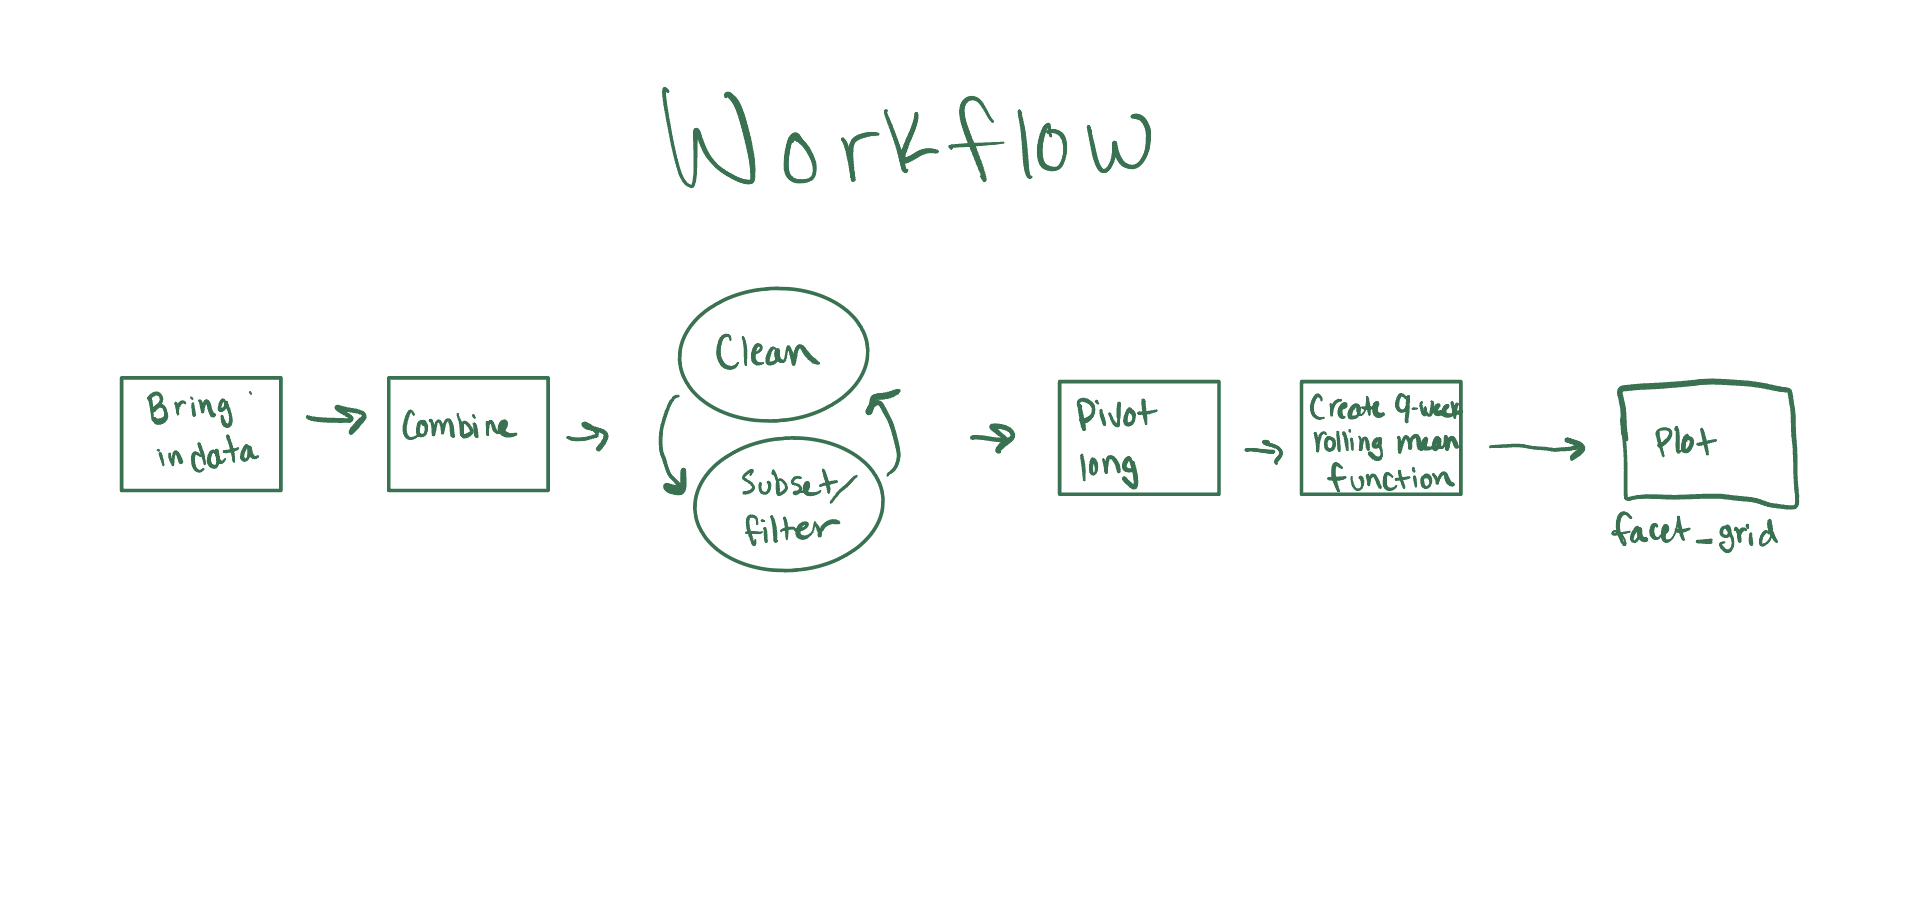 Workflow
Bring
in data
Combine
Clean
Subset/
filter
Pivot
long
Create 9-week
rolling mean
function
Plot
facet_grid